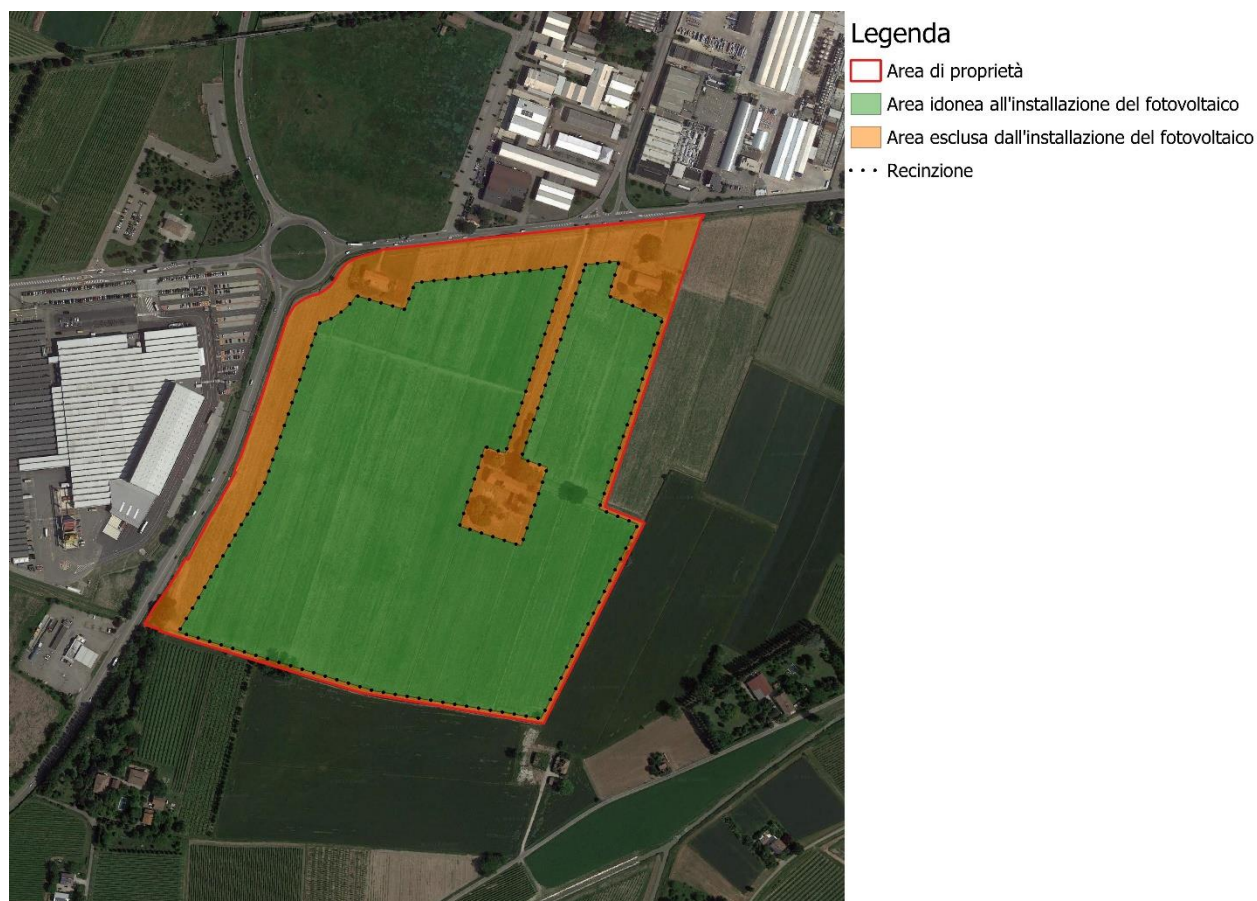 Legenda
Area di proprietà
Area idonea all'installazione del fotovoltaico
Area esclusa dall'installazione del fotovoltaico
Recinzione